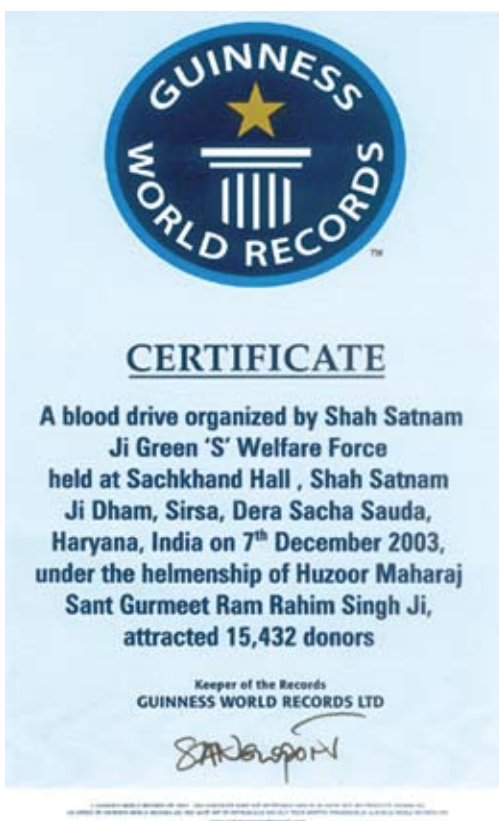 GUINNESS
WORLD RECORDS
TM
CERTIFICATE
A blood drive organized by Shah Satnam
Ji Green 'S' Welfare Force
held at Sachkhand Hall , Shah Satnam
Ji Dham, Sirsa, Dera Sacha Sauda,
Haryana, India on 7th December 2003,
under the helmenship of Huzoor Maharaj
Sant Gurmeet Ram Rahim Singh Ji,
attracted 15,432 donors
Keeper of the Records
GUINNESS WORLD RECORDS LTD